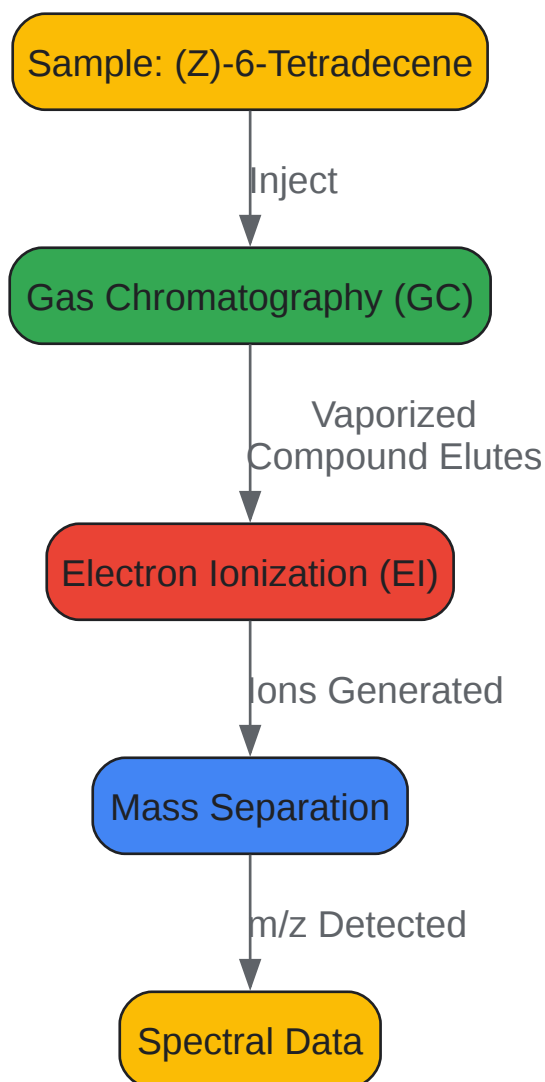 Sample: (Z)-6-Tetradecene
Inject
Gas Chromatography (GC)
Vaporized
Compound Elutes
Electron Ionization (EI)
Ions Generated
Mass Separation
m/z Detected
Spectral Data